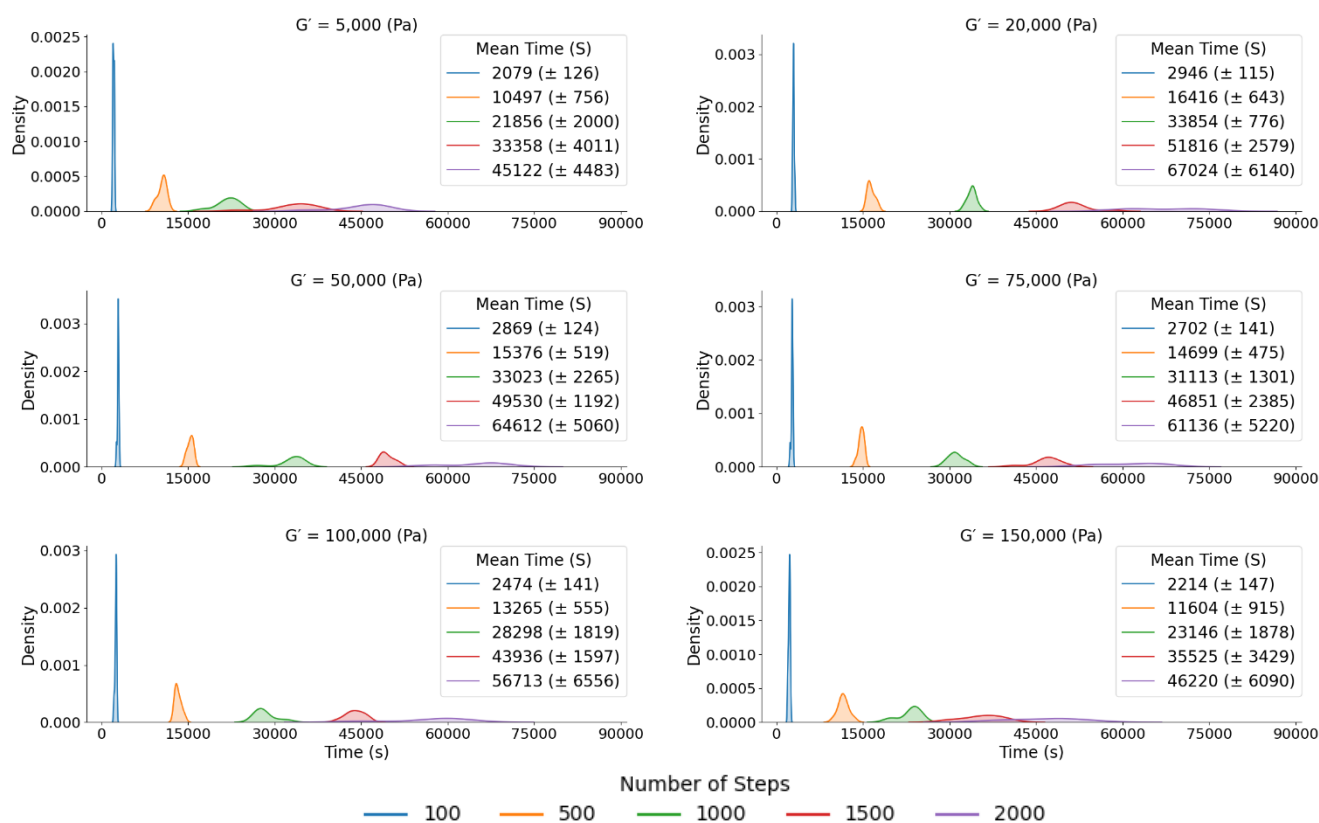 G′ = 5,000 (Pa)
Density
0.0025
0.0020
0.0015
0.0010
0.0005
0.0000
0 15000 30000 45000 60000 75000 90000
Mean Time (S)
2079 (± 126)
10497 (± 756)
21856 (± 2000)
33358 (± 4011)
45122 (± 4483)
G′ = 20,000 (Pa)
Density
0.003
0.002
0.001
0.000
0 15000 30000 45000 60000 75000 90000
Mean Time (S)
2946 (± 115)
16416 (± 643)
33854 (± 776)
51816 (± 2579)
67024 (± 6140)
G′ = 50,000 (Pa)
Density
0.003
0.002
0.001
0.000
0 15000 30000 45000 60000 75000 90000
Mean Time (S)
2869 (± 124)
15376 (± 519)
33023 (± 2265)
49530 (± 1192)
64612 (± 5060)
G′ = 75,000 (Pa)
Density
0.003
0.002
0.001
0.000
0 15000 30000 45000 60000 75000 90000
Mean Time (S)
2702 (± 141)
14699 (± 475)
31113 (± 1301)
46851 (± 2385)
61136 (± 5220)
G′ = 100,000 (Pa)
Density
0.003
0.002
0.001
0.000
0 15000 30000 45000 60000 75000 90000
Time (s)
Mean Time (S)
2474 (± 141)
13265 (± 555)
28298 (± 1819)
43936 (± 1597)
56713 (± 6556)
G′ = 150,000 (Pa)
Density
0.0025
0.0020
0.0015
0.0010
0.0005
0.0000
0 15000 30000 45000 60000 75000 90000
Time (s)
Mean Time (S)
2214 (± 147)
11604 (± 915)
23146 (± 1878)
35525 (± 3429)
46220 (± 6090)
Number of Steps
100 500 1000 1500 2000